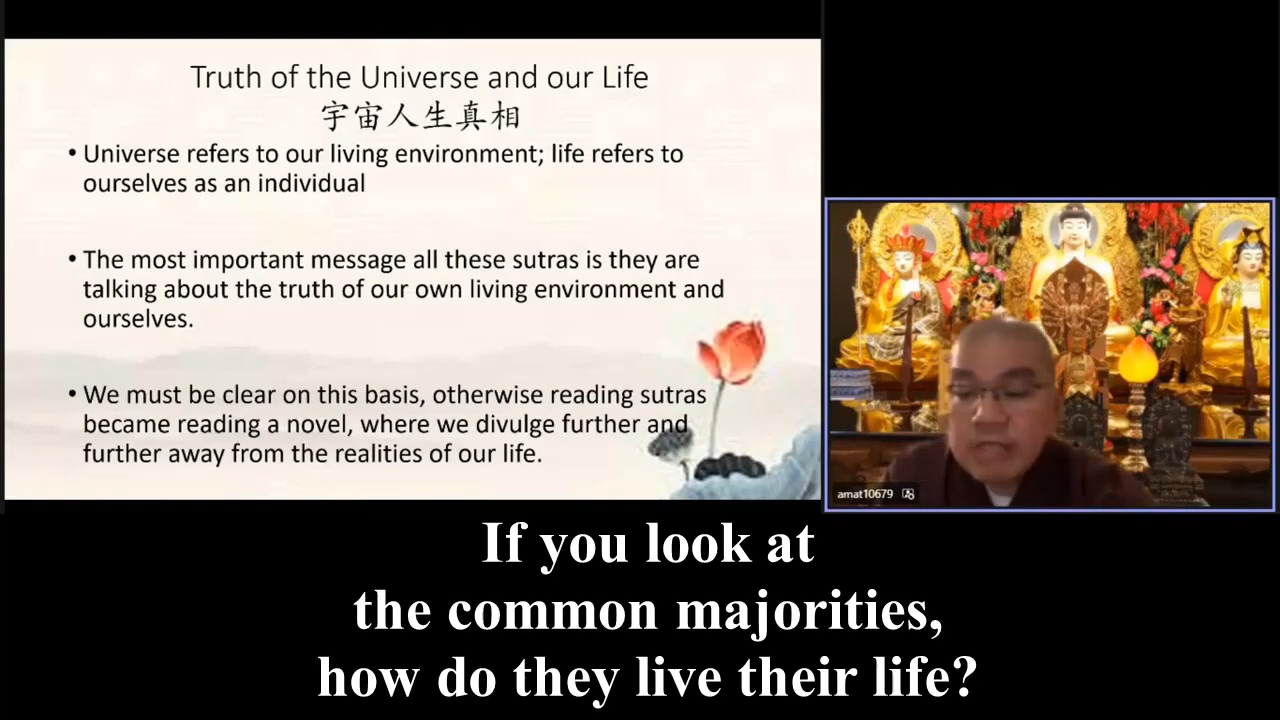 Truth of the Universe and our Life
宇宙人生真相
• Universe refers to our living environment; life refers to
ourselves as an individual
• The most important message all these sutras is they are
talking about the truth of our own living environment and
ourselves.
• We must be clear on this basis, otherwise reading sutras
became reading a novel, where we divulge further and
further away from the realities of our life.
amat10679
If you look at
the common majorities,
how do they live their life?